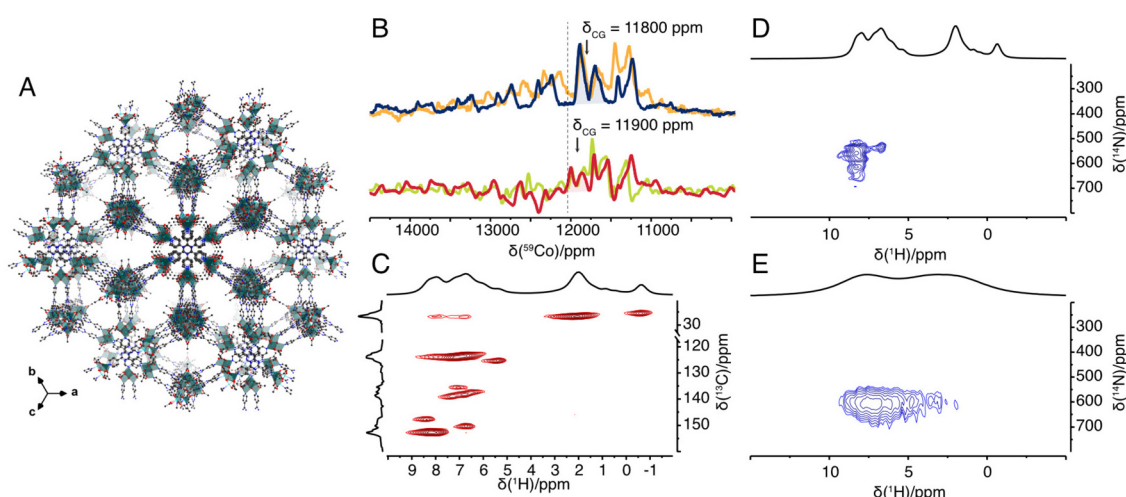 A
b
c
a
B
δCG = 11800 ppm
δCG = 11900 ppm
14000 13000 12000 11000
δ(⁵⁹Co)/ppm
C
30
120
130
140
150
δ(¹³C)/ppm
9 8 7 6 5 4 3 2 1 0 -1
δ(¹H)/ppm
D
300
400
500
600
700
δ(¹⁴N)/ppm
10 5 0
δ(¹H)/ppm
E
300
400
500
600
700
δ(¹⁴N)/ppm
10 5 0
δ(¹H)/ppm